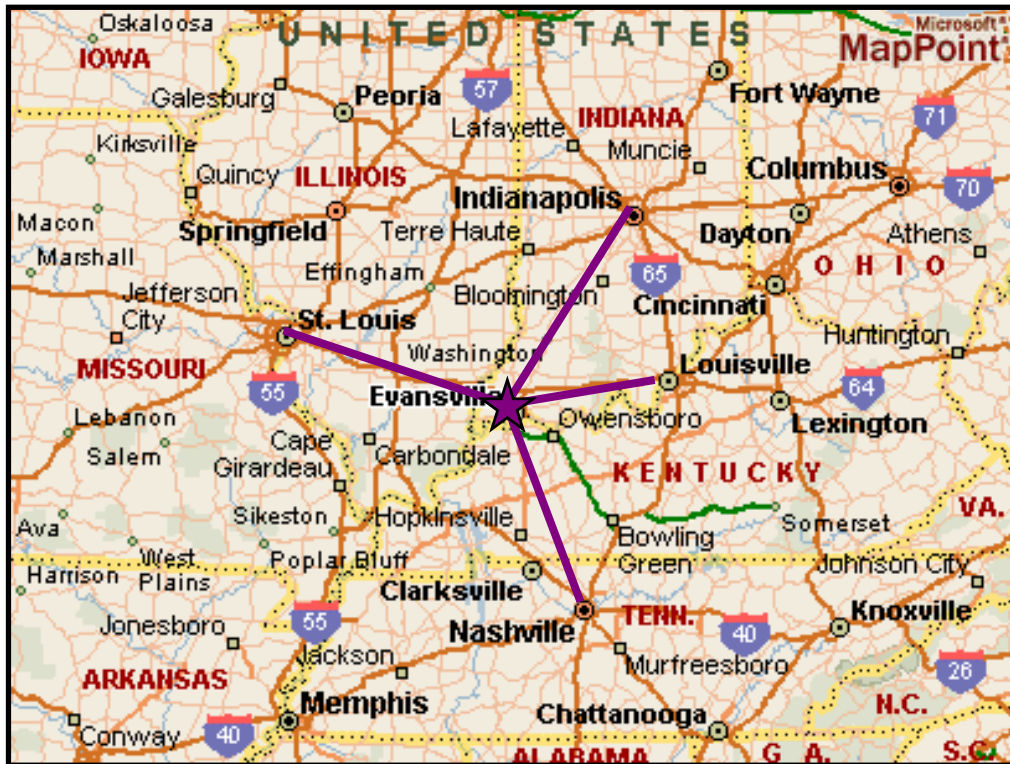 Oskaloosa
UNITED STATES
Microsoft®
MapPoint®
IOWA
57
Fort Wayne
Galesburg
Peoria
Lafayette
INDIANA
71
Kirksville
Muncie
Columbus
Quincy
ILLINOIS
Indianapolis
70
Macon
Springfield
Terre Haute
Dayton
Athens
Marshall
Effingham
65
OHIO
Jefferson
City
Bloomington
Cincinnati
St. Louis
Huntington
MISSOURI
Washington
Louisville
55
Evansville
64
Lebanon
Owensboro
Lexington
Salem
Cape
Girardeau
Carbondale
KENTUCKY
VA.
Ava
Sikeston
Hopkinsville
Somerset
West
Plains
Poplar Bluff
Bowling
Green
Johnson City
Harrison
Clarksville
55
Nashville
TENN.
40
Knoxville
Jonesboro
Jackson
Murfreesboro
26
ARKANSAS
Memphis
Chattanooga
N.C.
Conway
40
ALABAMA
GA.
S.C.